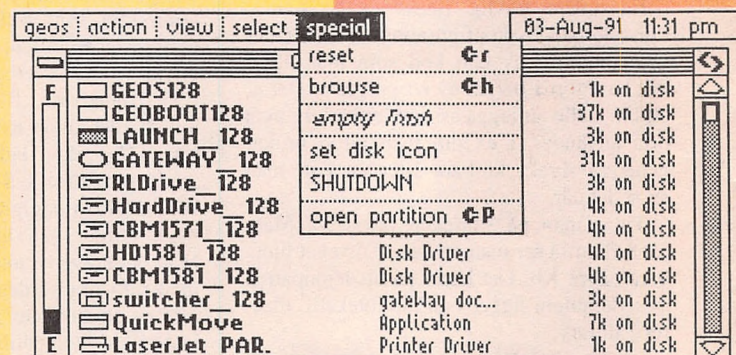 geos action view select special 03-Aug-91 11:31 pm
reset C=r
browse C=h
empty trash
set disk icon
SHUTDOWN
open partition C=P
F
GEOS128 1k on disk
GEOBOOT128 37k on disk
LAUNCH_128 3k on disk
GATEWAY_128 31k on disk
RLDrive_128 3k on disk
HardDrive_128 4k on disk
CBM1571_128 4k on disk
HD1581_128 Disk Driver 4k on disk
CBM1581_128 Disk Driver 4k on disk
switcher_128 gateWay doc... 3k on disk
QuickMove Application 7k on disk
E LaserJet PAR. Printer Driver 1k on disk